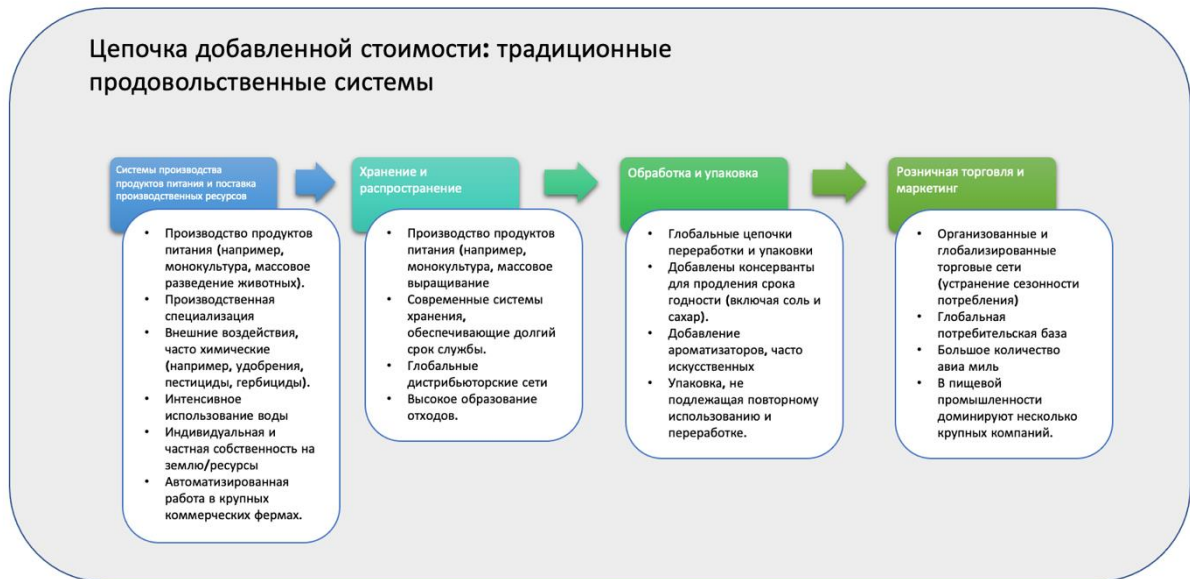 Цепочка добавленной стоимости: традиционные
продовольственные системы
Системы производства
продуктов питания и поставка
производственных ресурсов
• Производство продуктов
питания (например,
монокультура, массовое
разведение животных).
• Производственная
специализация
• Внешние воздействия,
часто химические
(например, удобрения,
пестициды, гербициды).
• Интенсивное
использование воды
• Индивидуальная и
частная собственность на
землю/ресурсы
• Автоматизированная
работа в крупных
коммерческих фермах.
Хранение и
распространение
• Производство продуктов
питания (например,
монокультура, массовое
выращивание
• Современные системы
хранения,
обеспечивающие долгий
срок службы.
• Глобальные
дистрибьюторские сети
• Высокое образование
отходов.
Обработка и упаковка
• Глобальные цепочки
переработки и упаковки
• Добавлены консерванты
для продления срока
годности (включая соль и
сахар).
• Добавление
ароматизаторов, часто
искусственных
• Упаковка, не
подлежащая повторному
использованию и
переработке.
Розничная торговля и
маркетинг
• Организованные и
глобализированные
торговые сети
(устранение сезонности
потребления)
• Глобальная
потребительская база
• Большое количество
авиа миль
• В пищевой
промышленности
доминируют несколько
крупных компаний.